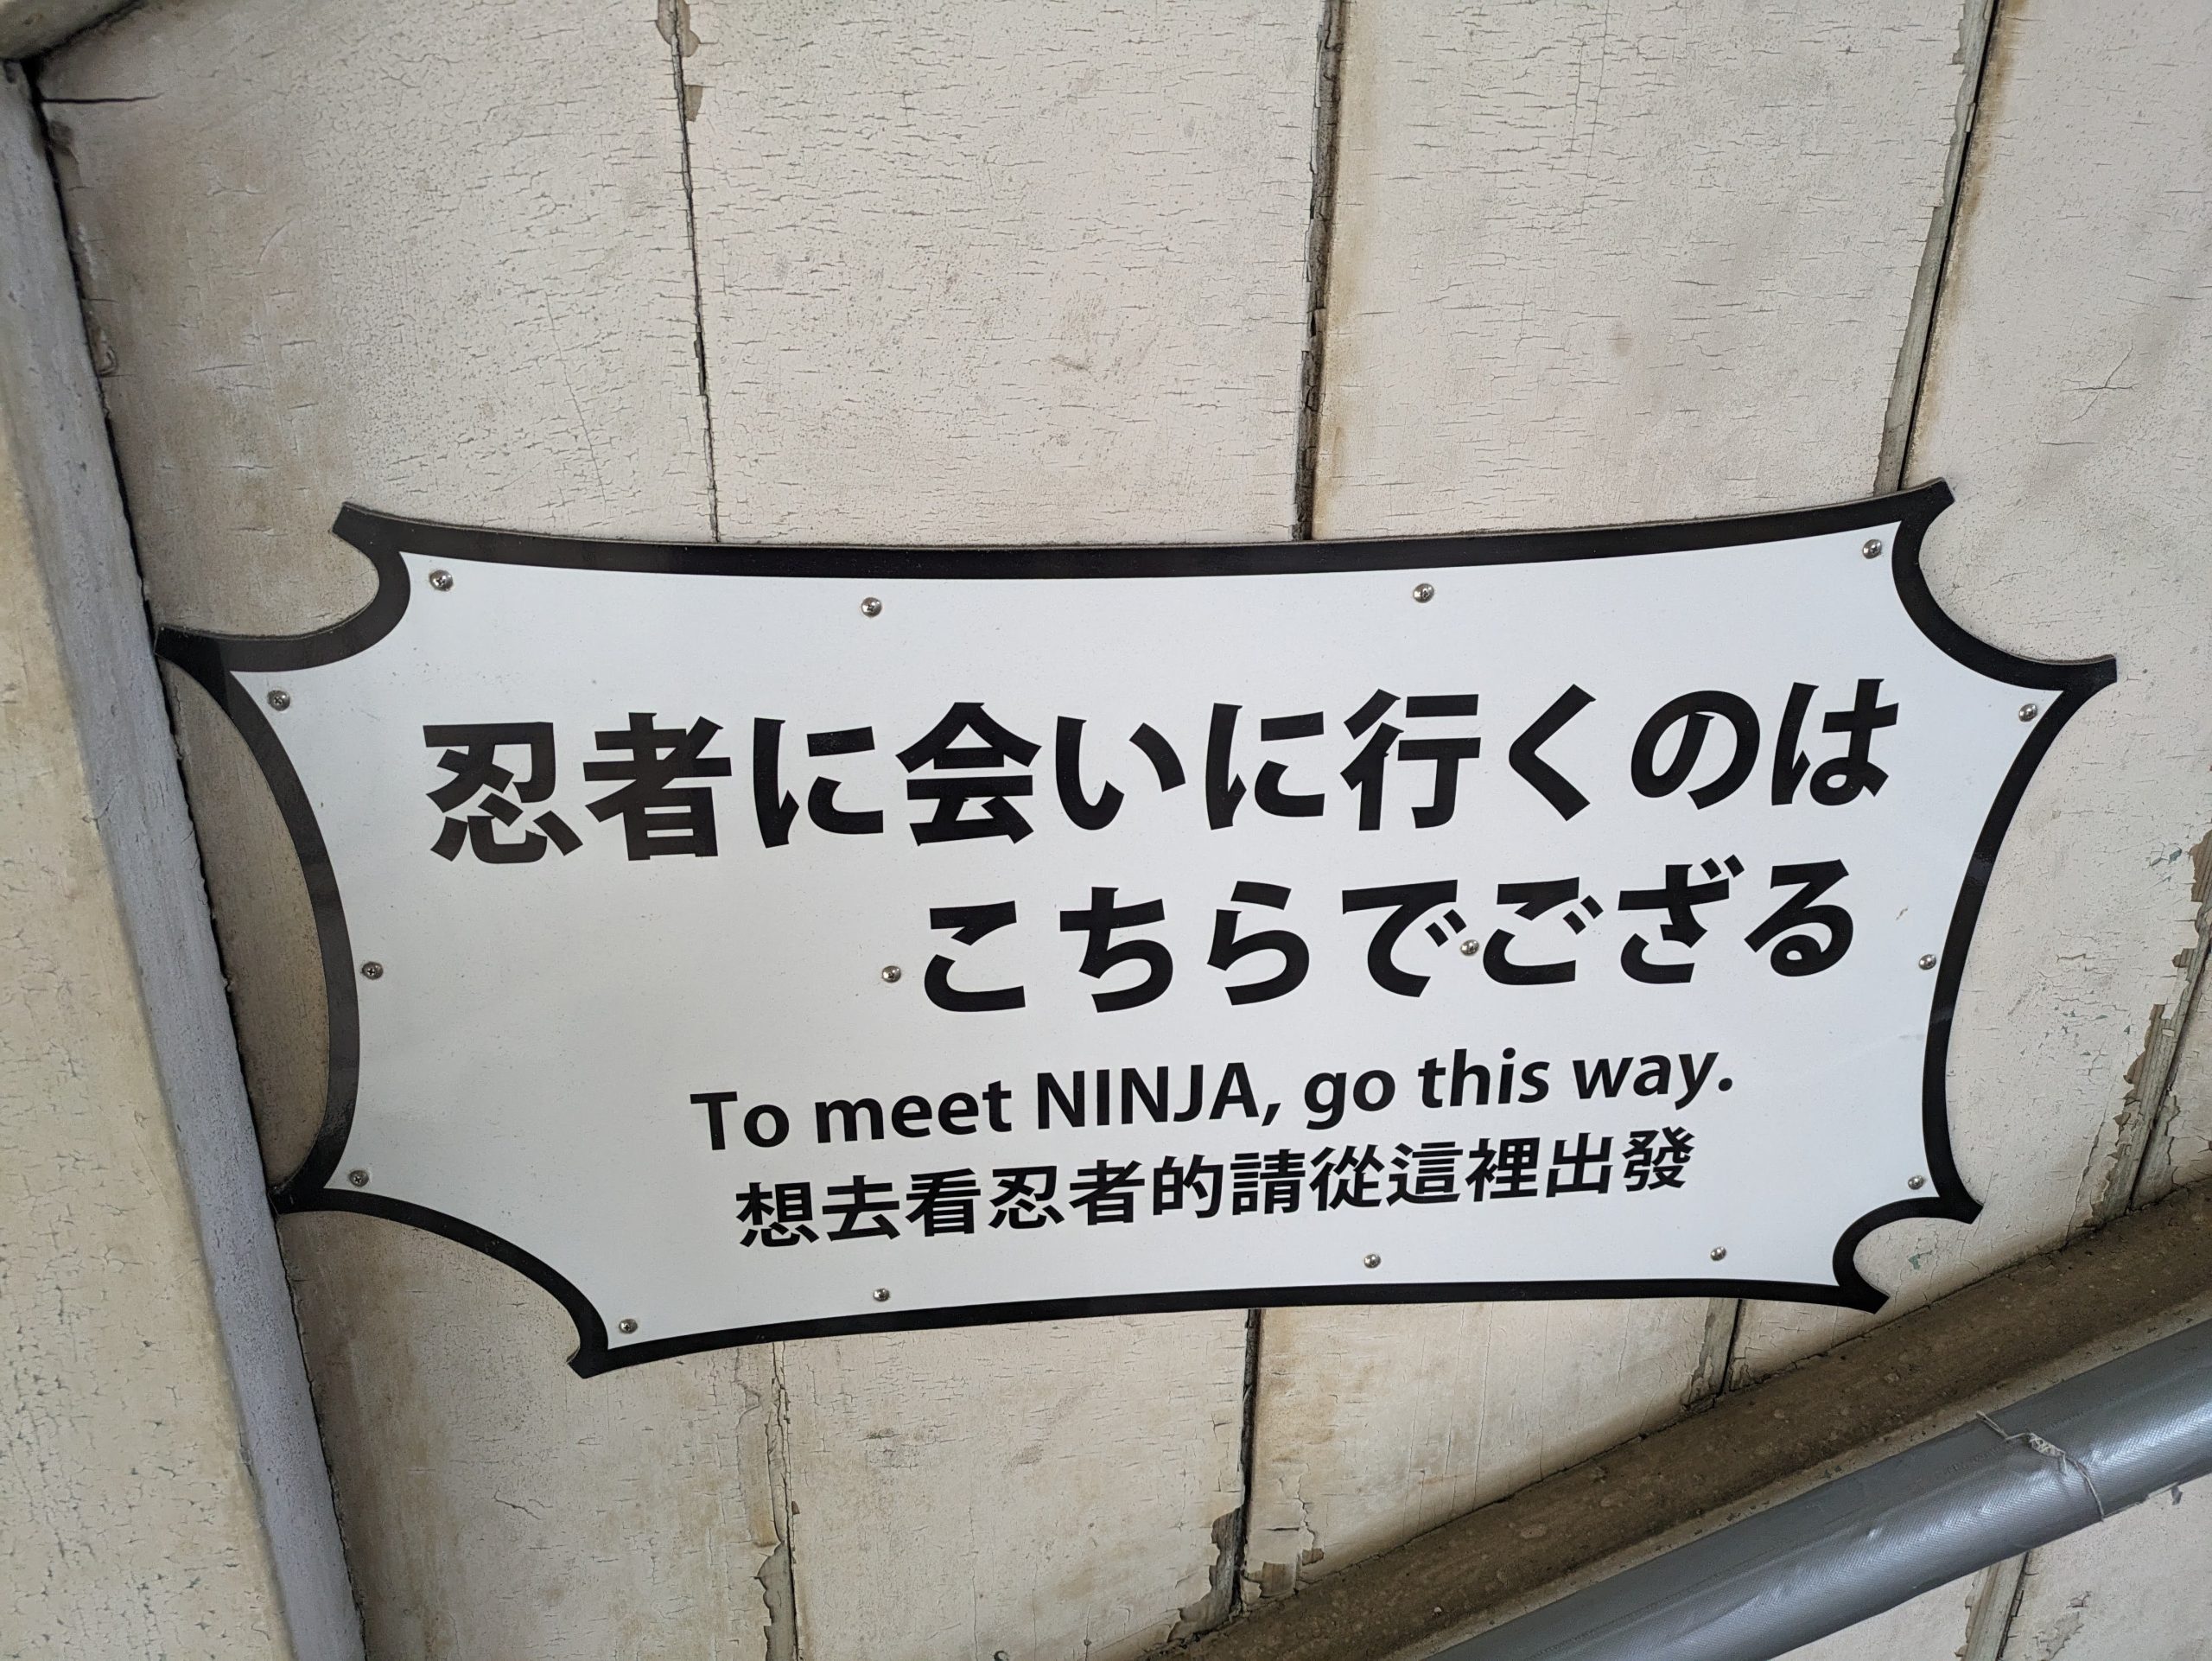 忍者に会いに行くのは
こちらでござる
To meet NINJA, go this way.
想去看忍者的請從這裡出發